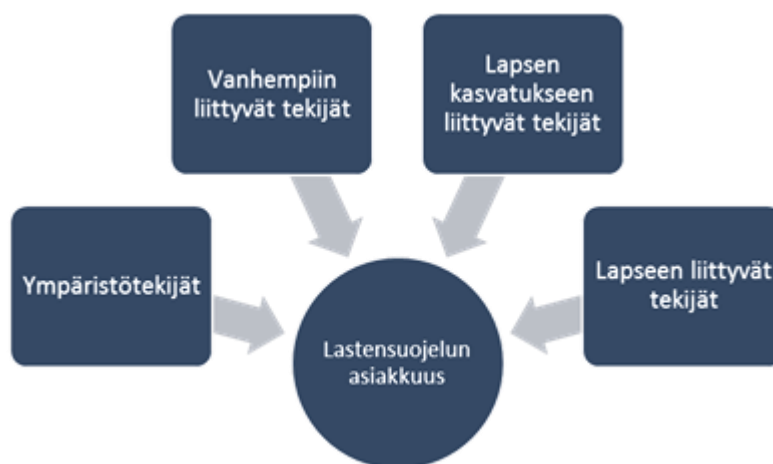 Vanhempiin
liittyvät tekijät
Lapsen
kasvatukseen
liittyvät tekijät
Ympäristötekijät
Lapseen liittyvät
tekijät
Lastensuojelun
asiakkuus